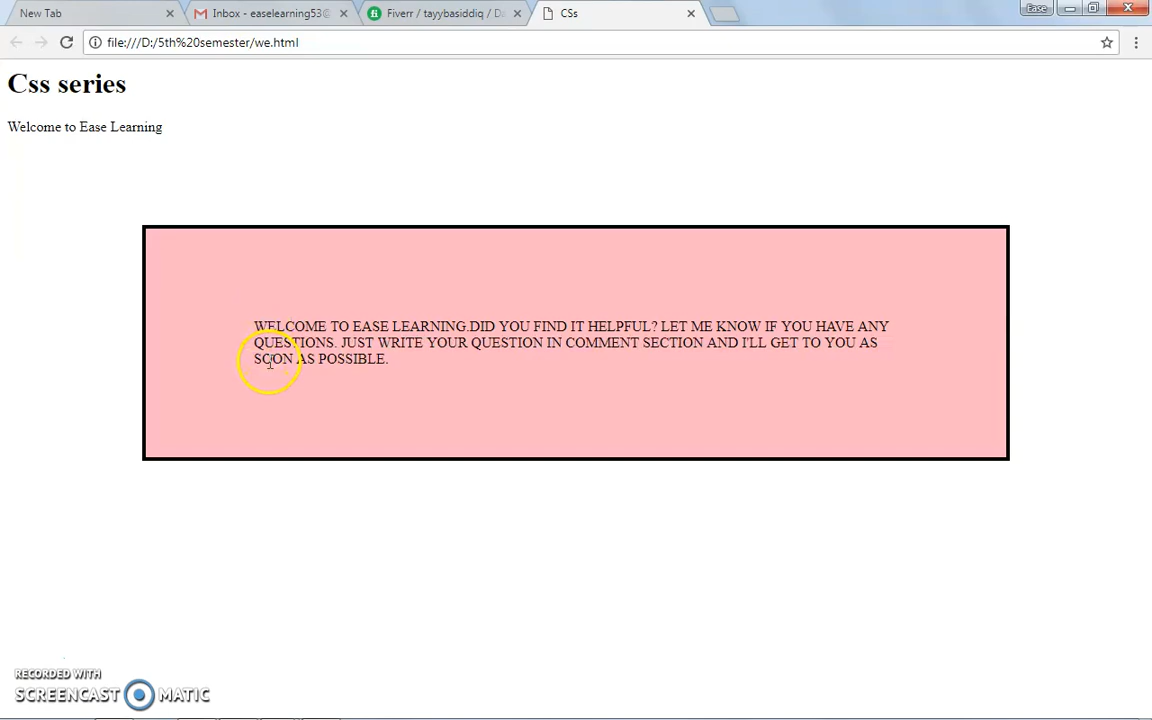 New Tab
Inbox - easelearning53@
Fiverr / tayybasiddiq / Da
CSs
Ease
file:///D:/5th%20semester/we.html
Css series
Welcome to Ease Learning
WELCOME TO EASE LEARNING.DID YOU FIND IT HELPFUL? LET ME KNOW IF YOU HAVE ANY
QUESTIONS. JUST WRITE YOUR QUESTION IN COMMENT SECTION AND I'LL GET TO YOU AS
SOON AS POSSIBLE.
RECORDED WITH
SCREENCAST MATIC